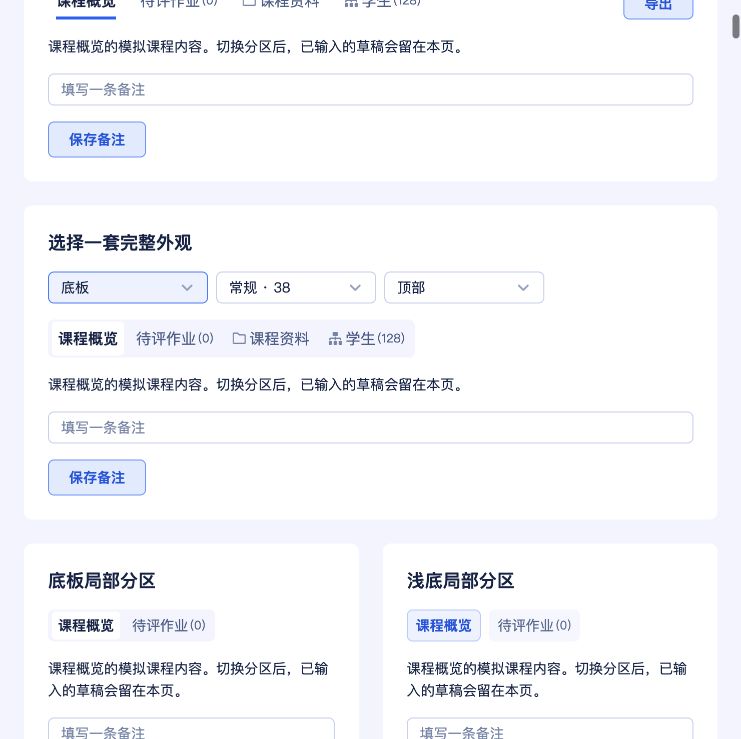 课程概览 待评作业(0) 课程资料 学生(128) 导出
课程概览的模拟课程内容。切换分区后，已输入的草稿会留在本页。
填写一条备注
保存备注
选择一套完整外观
底板 常规 · 38 顶部
课程概览 待评作业(0) 课程资料 学生(128)
课程概览的模拟课程内容。切换分区后，已输入的草稿会留在本页。
填写一条备注
保存备注
底板局部分区
课程概览 待评作业(0)
课程概览的模拟课程内容。切换分区后，已输
入的草稿会留在本页。
填写一条备注
浅底局部分区
课程概览 待评作业(0)
课程概览的模拟课程内容。切换分区后，已输
入的草稿会留在本页。
填写一条备注